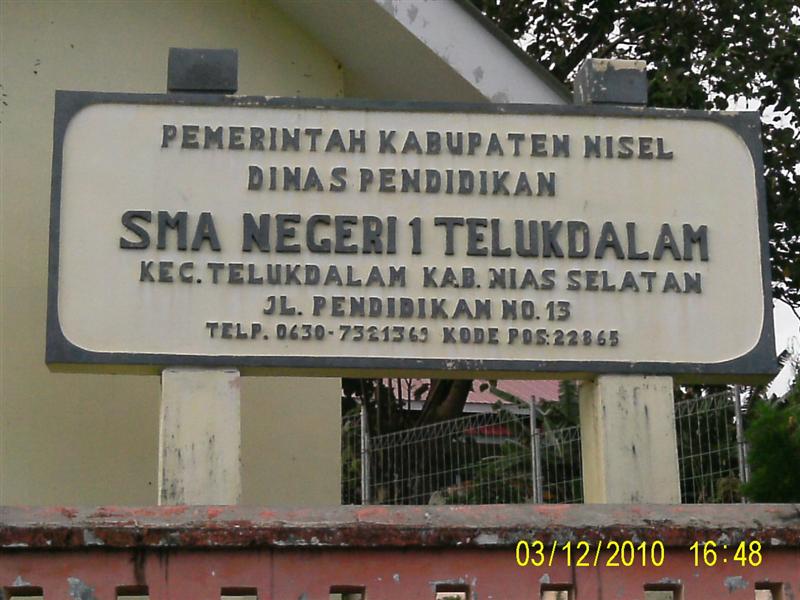 PEMERINTAH KABUPATEN NISEL
DINAS PENDIDIKAN
SMA NEGERI 1 TELUKDALAM
KEC. TELUKDALAM KAB. NIAS SELATAN
JL. PENDIDIKAN NO. 13
TELP. 0630-7321369 KODE POS:22865
03/12/2010 16:48